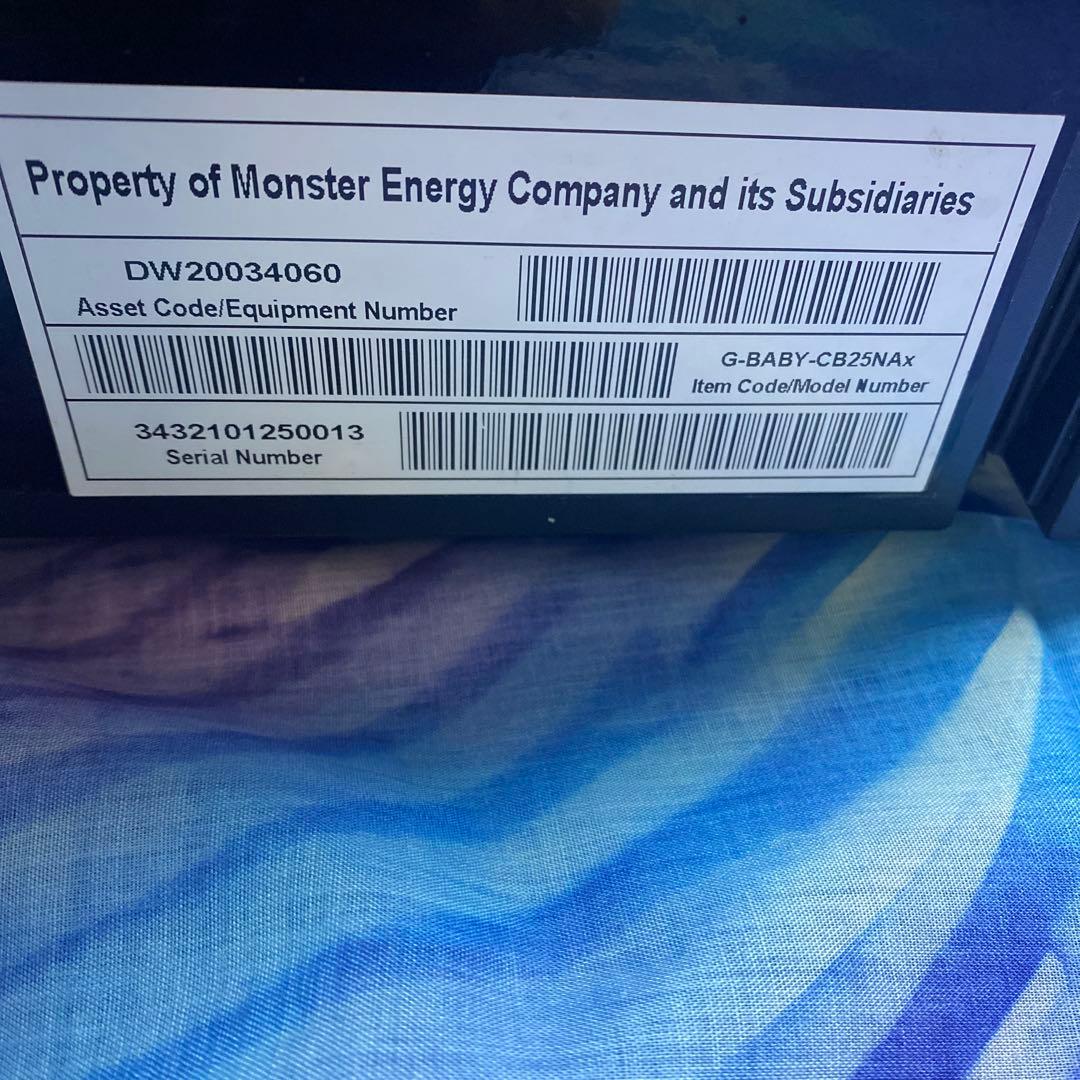 Property of Monster Energy Company and its Subsidiaries
DW20034060
Asset Code/Equipment Number
G-BABY-CB25NAx
Item Code/Model Number
3432101250013
Serial Number